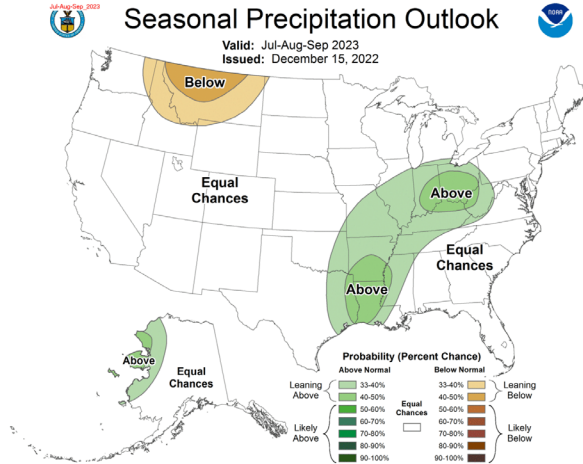 Jul-Aug-Sep_2023
Seasonal Precipitation Outlook
NOAA
Valid: Jul-Aug-Sep 2023
Issued: December 15, 2022
Below
Equal
Chances
Above
Equal
Chances
Above
Above
Equal
Chances
Probability (Percent Chance)
Above Normal
Below Normal
Leaning
Above
33-40%
40-50%
Likely
Above
50-60%
60-70%
70-80%
80-90%
90-100%
Equal
Chances
33-40%
40-50%
Leaning
Below
50-60%
60-70%
70-80%
80-90%
90-100%
Likely
Below